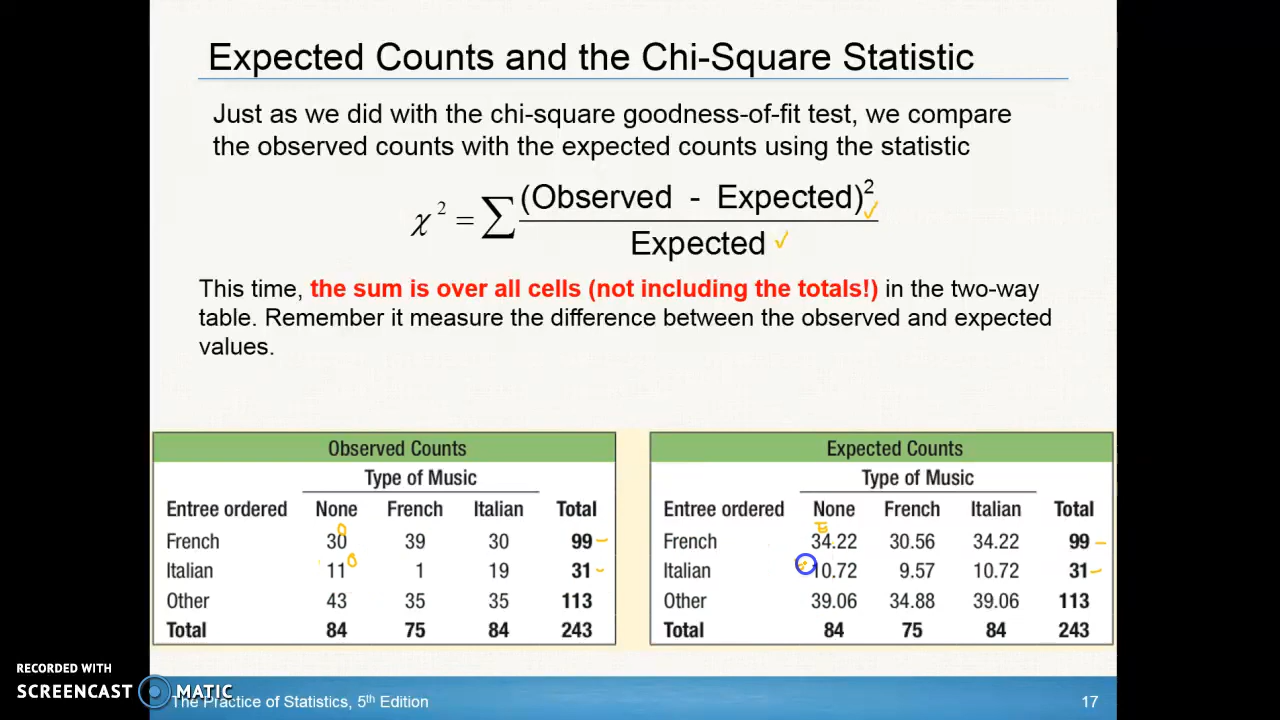 Expected Counts and the Chi-Square Statistic
Just as we did with the chi-square goodness-of-fit test, we compare
the observed counts with the expected counts using the statistic
χ² = ∑ (Observed - Expected)² / Expected
This time, the sum is over all cells (not including the totals!) in the two-way
table. Remember it measure the difference between the observed and expected
values.
Observed Counts
Type of Music
Entree ordered None French Italian Total
French 30 39 30 99
Italian 11 1 19 31
Other 43 35 35 113
Total 84 75 84 243
Expected Counts
Type of Music
Entree ordered None French Italian Total
French 34.22 30.56 34.22 99
Italian 10.72 9.57 10.72 31
Other 39.06 34.88 39.06 113
Total 84 75 84 243
O
O
E
RECORDED WITH
SCREENCAST MATIC
The Practice of Statistics, 5th Edition
17